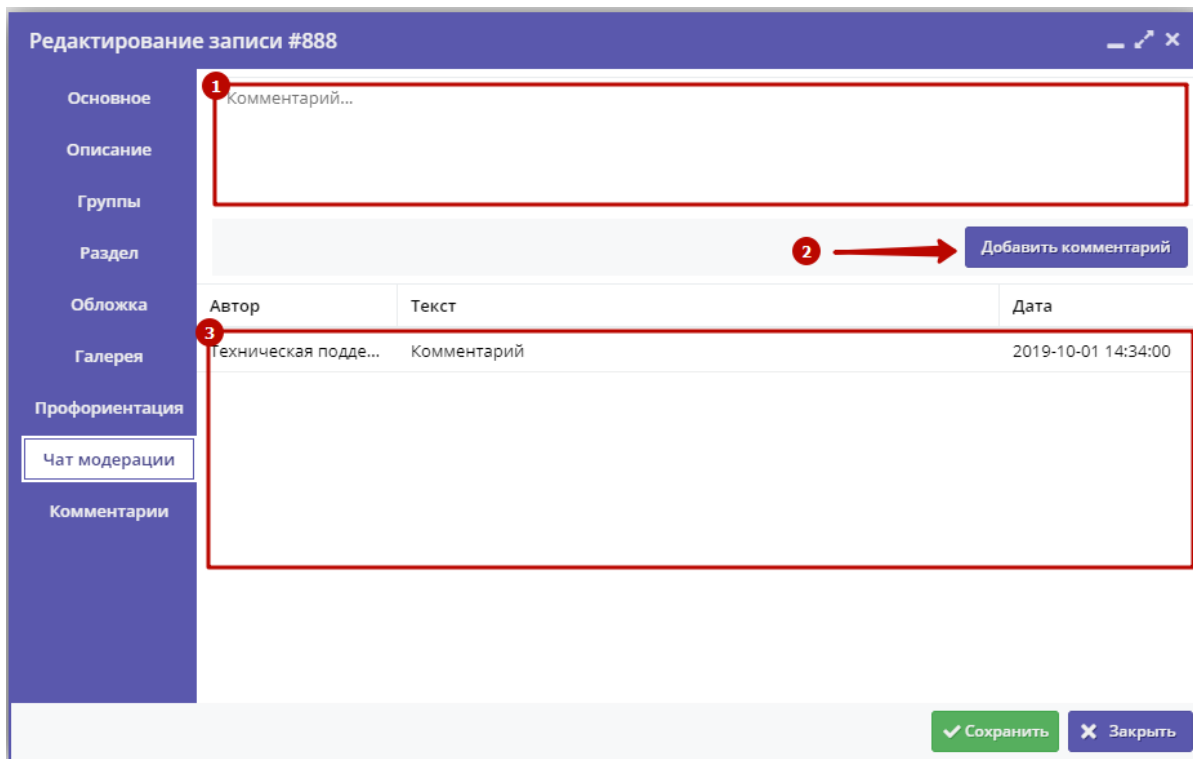 Редактирование записи #888
Основное
Описание
Группы
Раздел
Обложка
Галерея
Профориентация
Чат модерации
Комментарии
1
Комментарий...
2
Добавить комментарий
Автор Текст Дата
3
Техническая подде... Комментарий 2019-10-01 14:34:00
Сохранить Закрыть